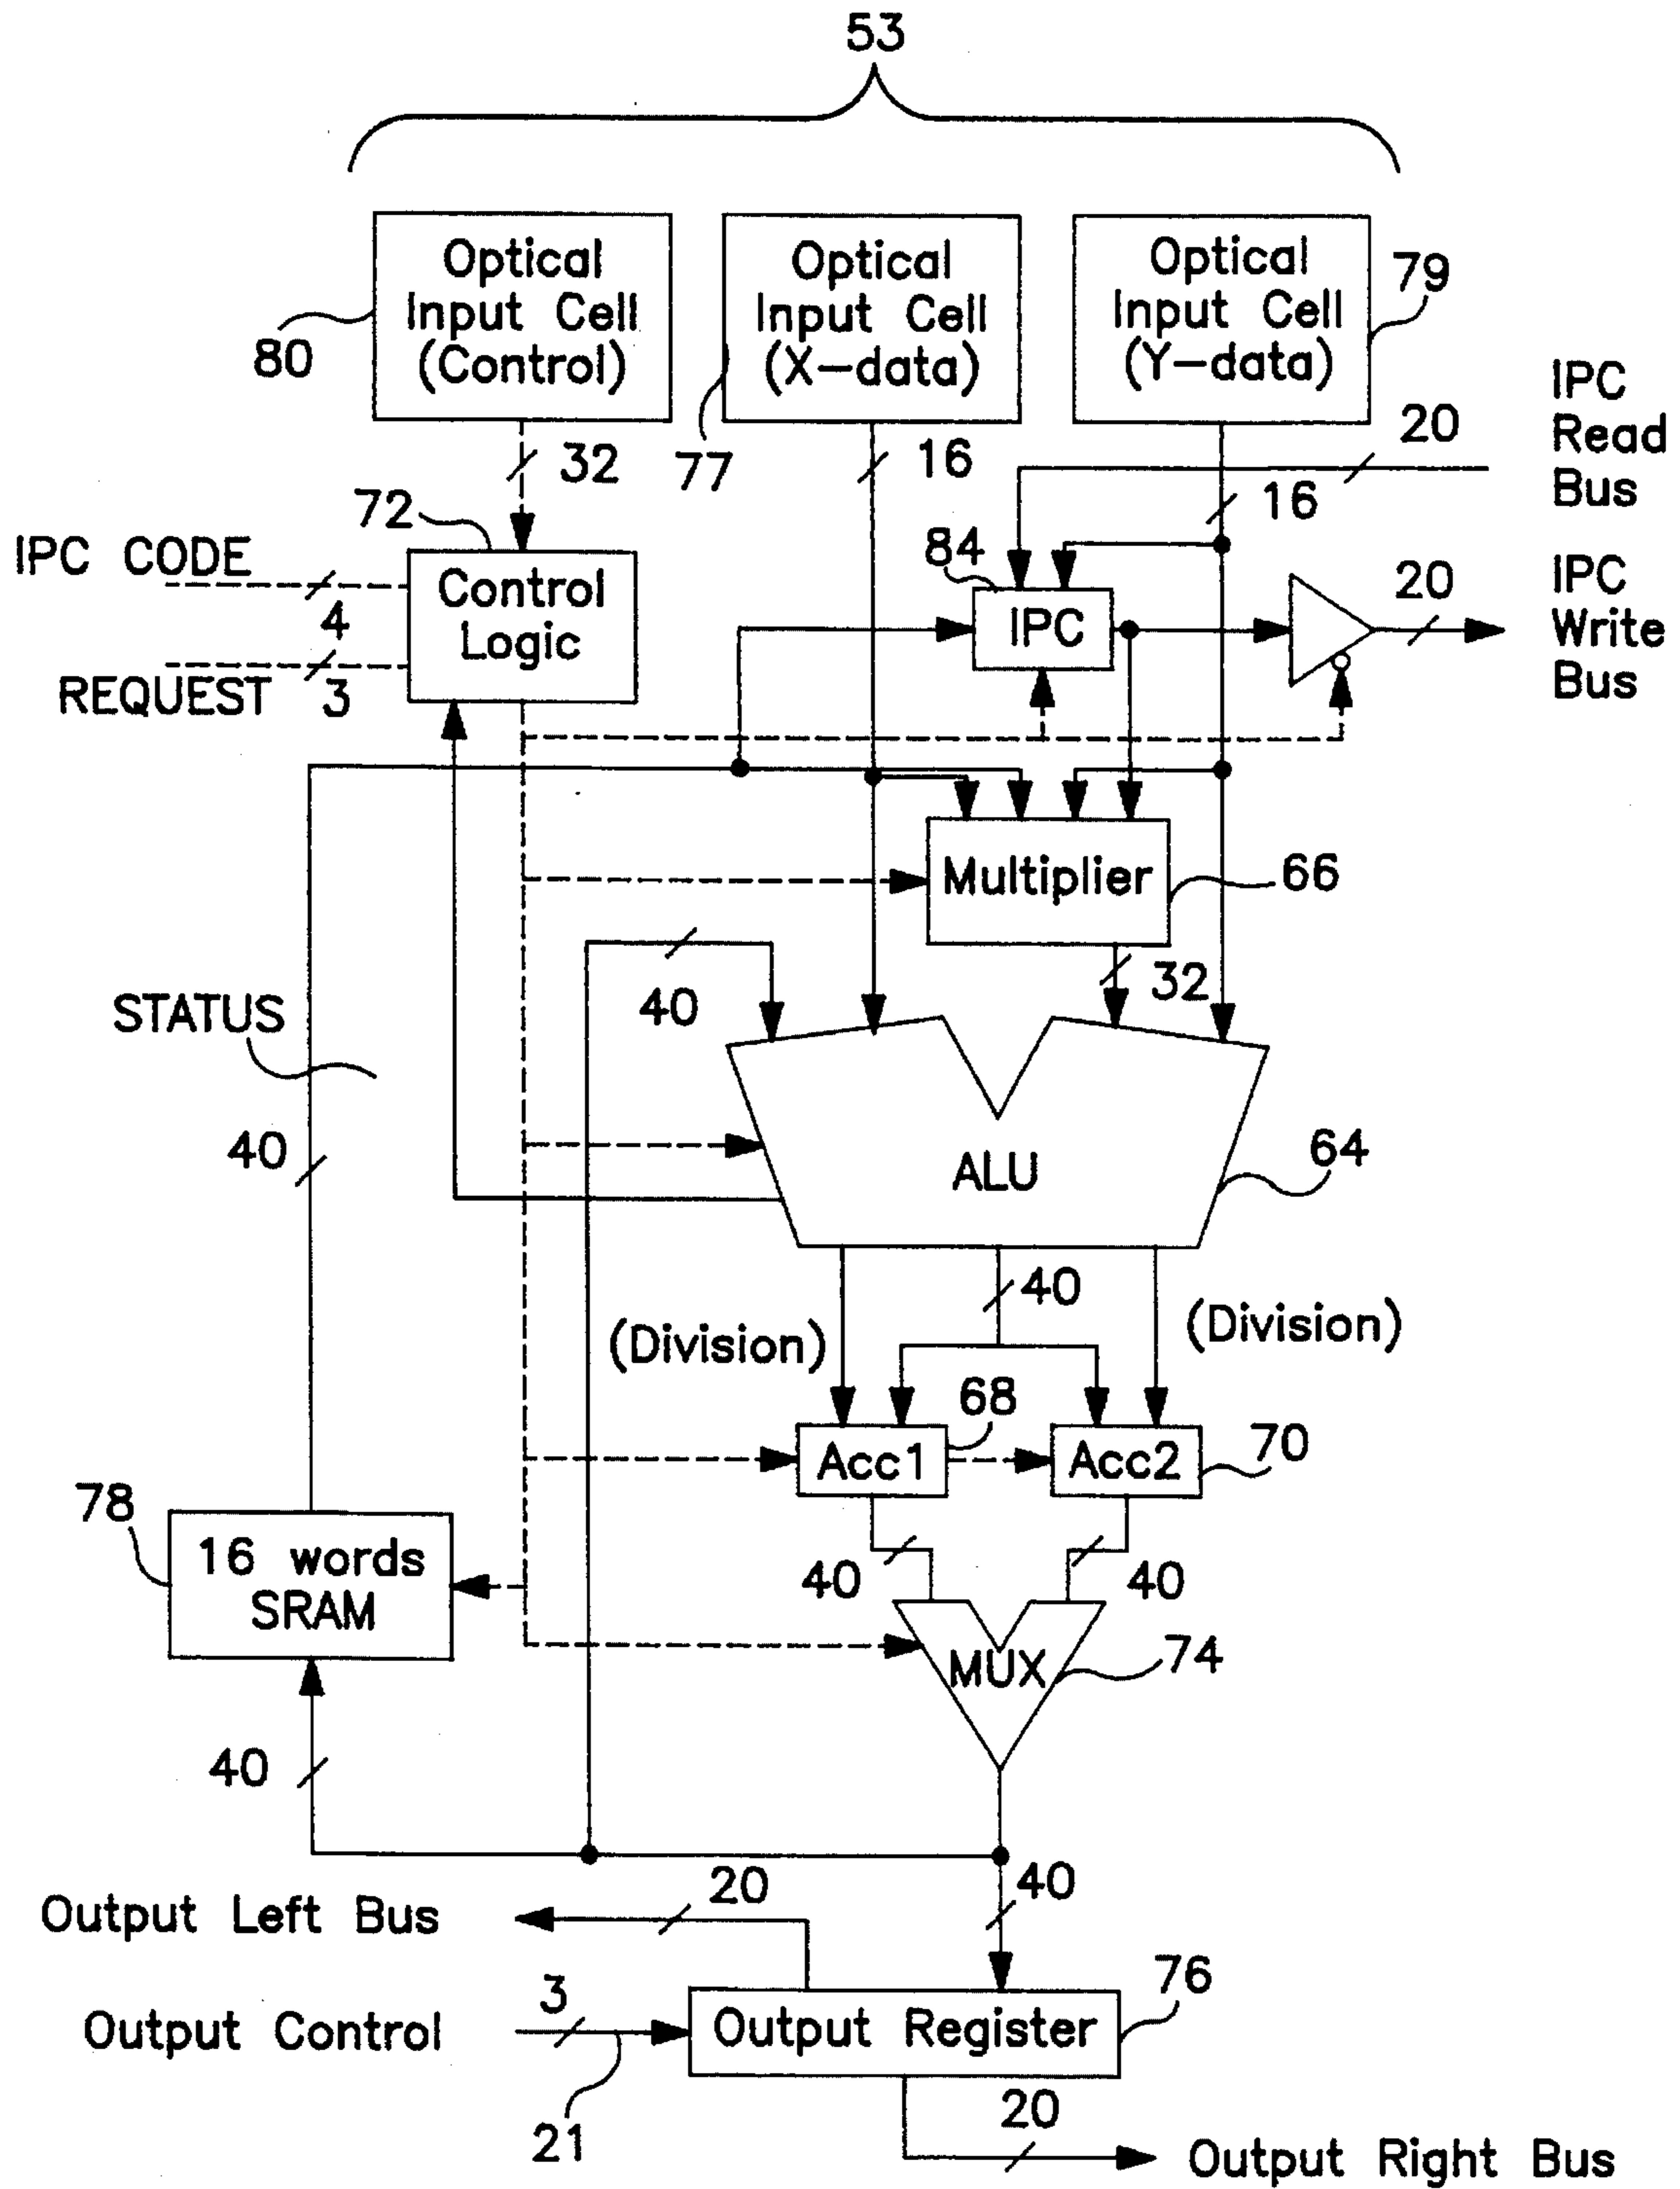 53
Optical
Input Cell
(Control)
Optical
Input Cell
(X-data)
Optical
Input Cell
(Y-data)
79
80
77
IPC
Read
Bus
20
32
16
16
72
84
IPC CODE
4
Control
Logic
REQUEST
3
IPC
20
IPC
Write
Bus
Multiplier
66
40
32
STATUS
40
ALU
64
40
(Division)
(Division)
68
Acc1
Acc2
70
78
16 words
SRAM
40
40
MUX
74
40
20
40
Output Left Bus
3
Output Control
Output Register
76
21
20
Output Right Bus